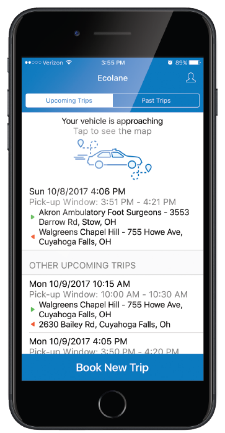 Verizon
3:55 PM
89%
Ecolane
Upcoming Trips
Past Trips
Your vehicle is approaching
Tap to see the map
Sun 10/8/2017 4:06 PM
Pick-up Window: 3:51 PM - 4:21 PM
Akron Ambulatory Foot Surgeons - 3553
Darrow Rd, Stow, OH
Walgreens Chapel Hill - 755 Howe Ave,
Cuyahoga Falls, OH
OTHER UPCOMING TRIPS
Mon 10/9/2017 10:15 AM
Pick-up Window: 10:00 AM - 10:30 AM
Walgreens Chapel Hill - 755 Howe Ave,
Cuyahoga Falls, OH
2630 Bailey Rd, Cuyahoga Falls, Oh
Mon 10/9/2017 4:05 PM
Pick-up Window: 3:50 PM - 4:20 PM
Book New Trip